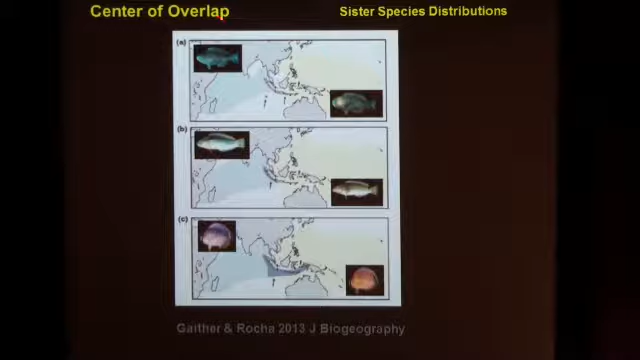 Center of Overlap
Sister Species Distributions
(a)
(b)
(c)
Gaither & Rocha 2013 J Biogeography